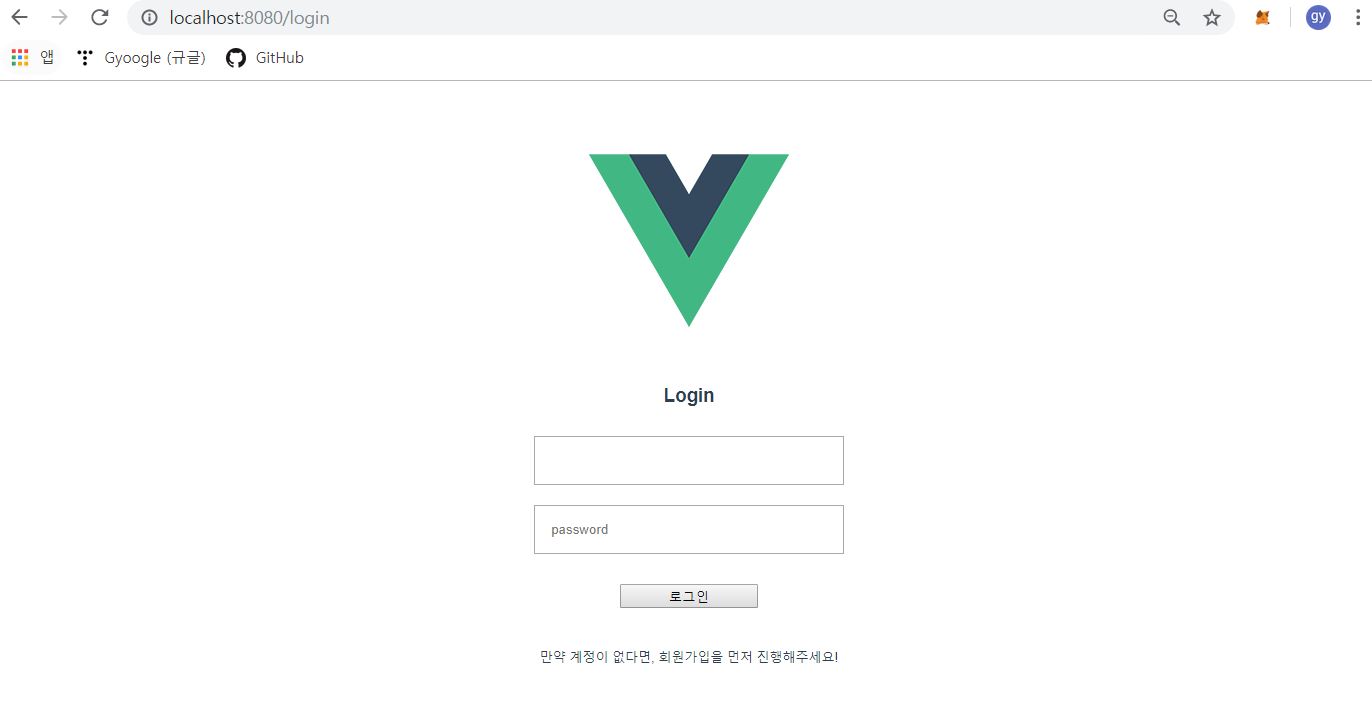 localhost:8080/login
gy
앱 Gyoogle (규글) GitHub
Login
password
로그인
만약 계정이 없다면, 회원가입을 먼저 진행해주세요!